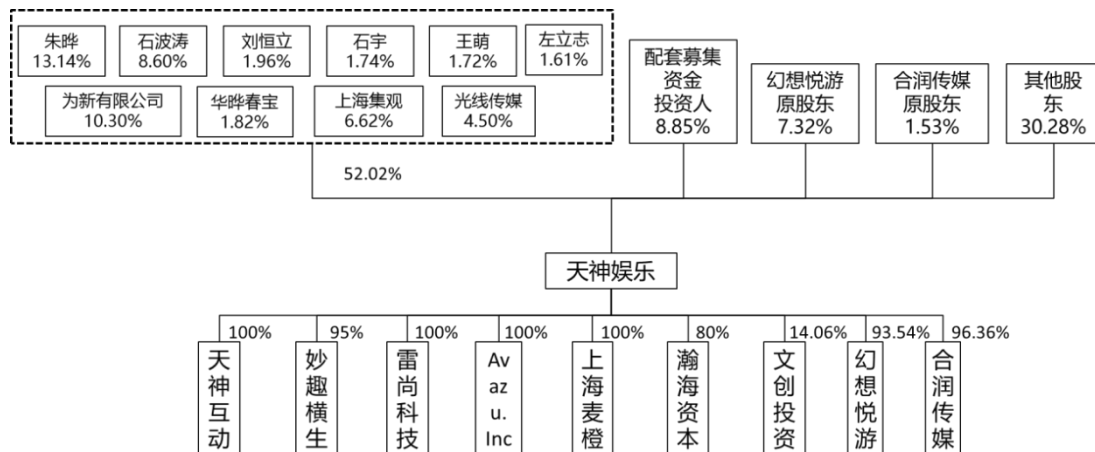 朱晔
13.14%
石波涛
8.60%
刘恒立
1.96%
石宇
1.74%
王萌
1.72%
左立志
1.61%
为新有限公司
10.30%
华晔春宝
1.82%
上海集观
6.62%
光线传媒
4.50%
配套募集
资金
投资人
8.85%
幻想悦游
原股东
7.32%
合润传媒
原股东
1.53%
其他股
东
30.28%
52.02%
天神娱乐
100%
天神互动
95%
妙趣横生
100%
雷尚科技
100%
Av
az
u.
Inc
100%
上海麦橙
80%
瀚海资本
14.06%
文创投资
93.54%
幻想悦游
96.36%
合润传媒